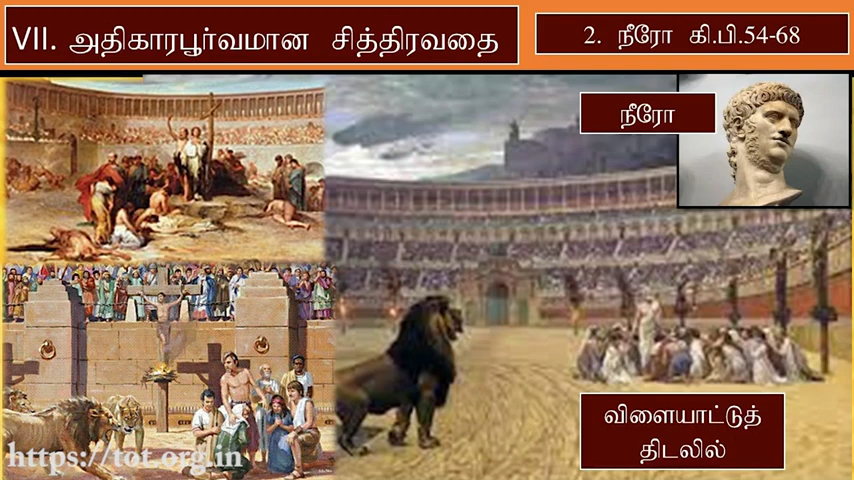 VII. அதிகாரபூர்வமான சித்திரவதை
2. நீரோ கி.பி.54-68
நீரோ
விளையாட்டுத்
திடலில்
https://tot.org.in